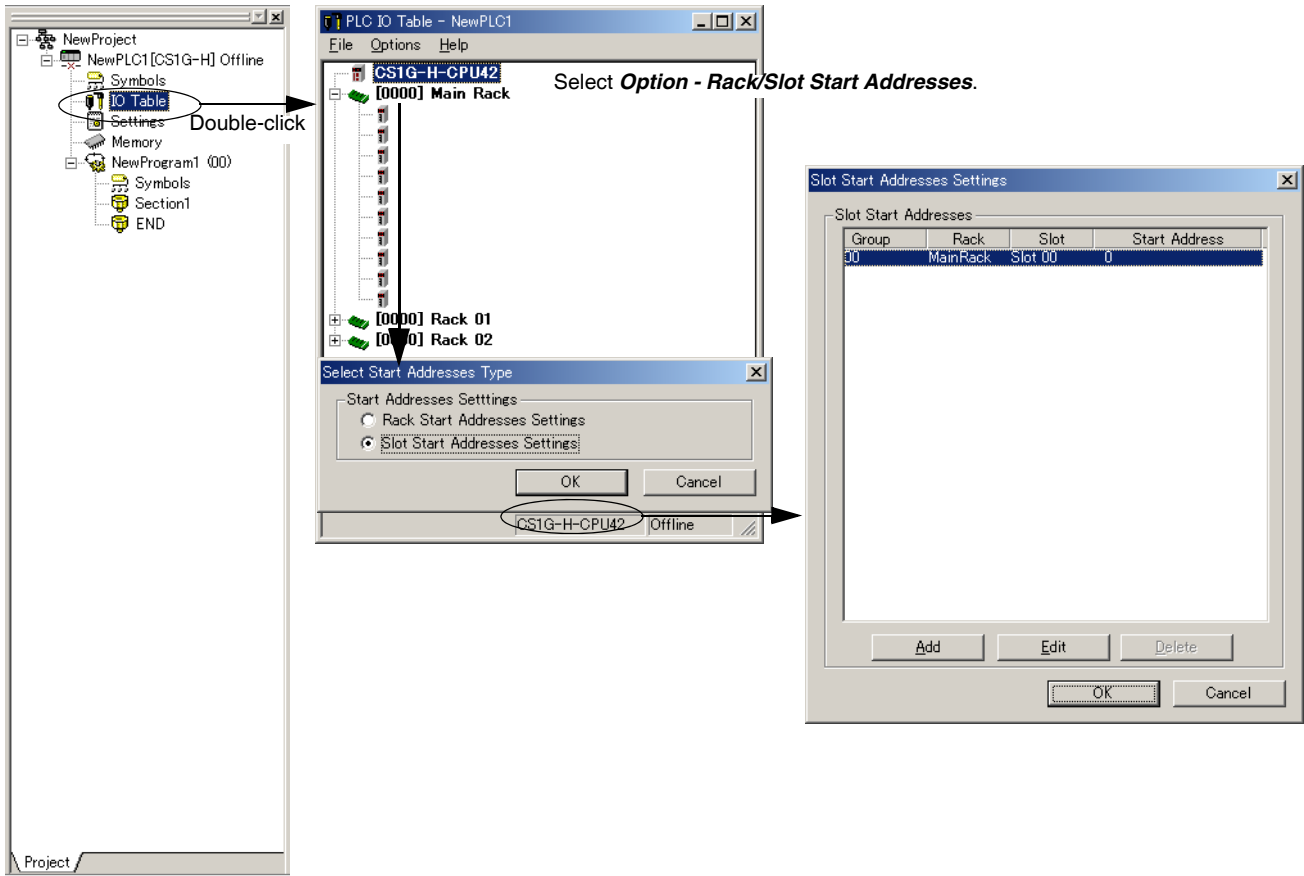 NewProject
NewPLC1[CS1G-H] Offline
Symbols
IO Table
Settings
Memory
NewProgram1 (00)
Symbols
Section1
END
Project
Double-click
PLC IO Table - NewPLC1
File Options Help
CS1G-H-CPU42
[0000] Main Rack
[0000] Rack 01
[0000] Rack 02
Select Option - Rack/Slot Start Addresses.
Select Start Addresses Type
Start Addresses Setttings
Rack Start Addresses Settings
Slot Start Addresses Settings
OK Cancel
CS1G-H-CPU42 Offline
Slot Start Addresses Settings
Slot Start Addresses
Group Rack Slot Start Address
00 MainRack Slot 00 0
Add Edit Delete
OK Cancel